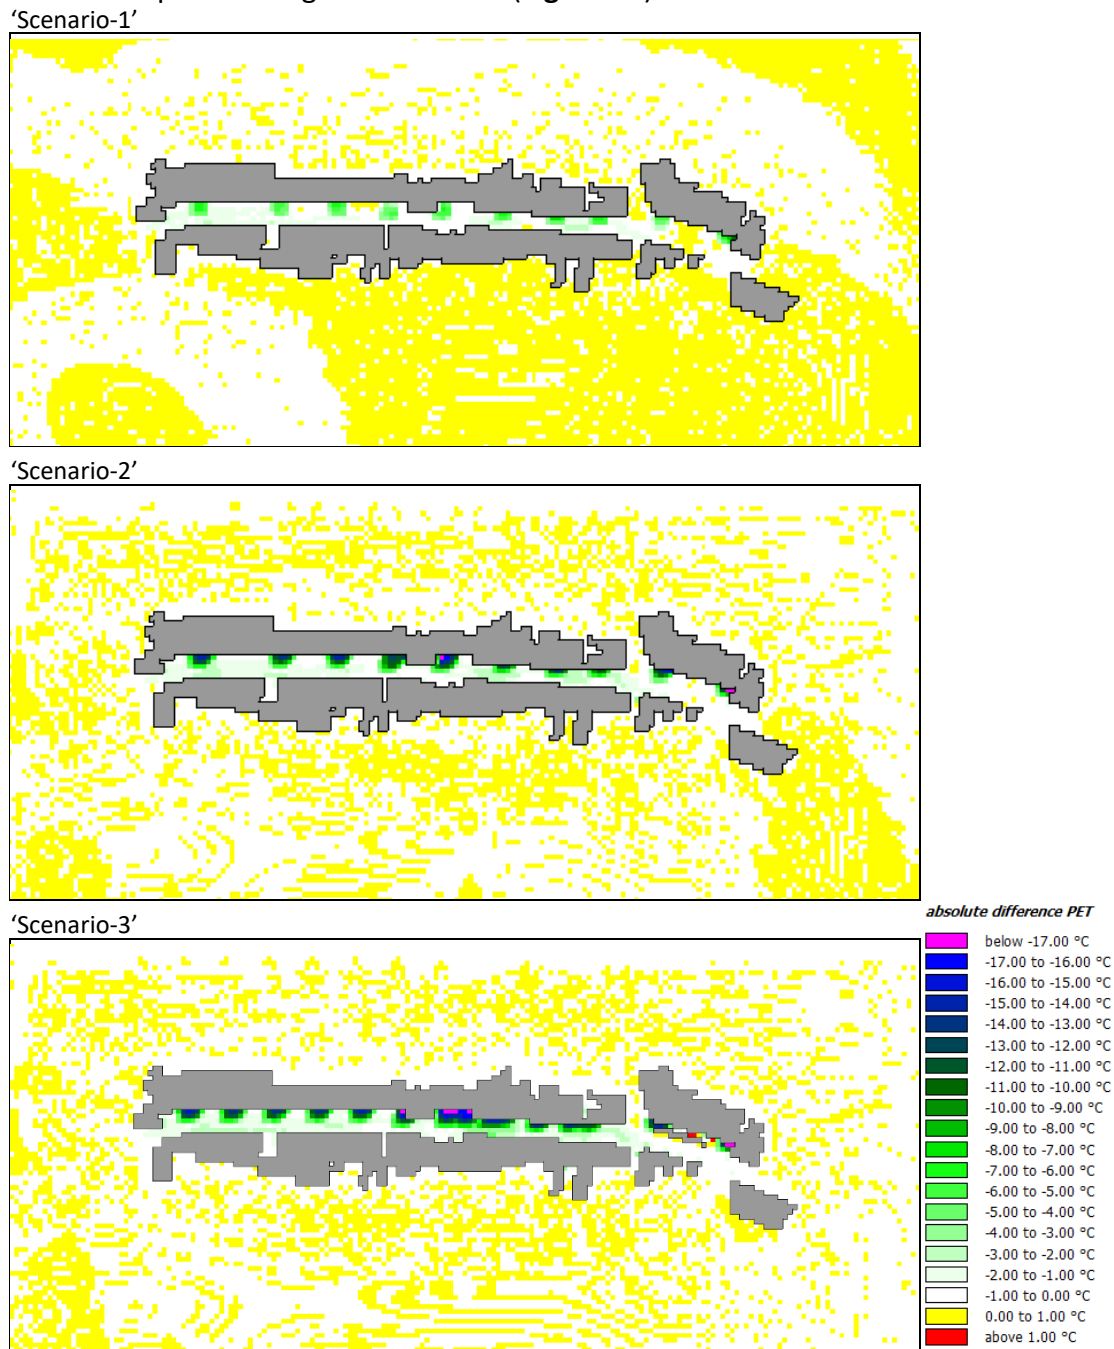 ‘Scenario-1’
‘Scenario-2’
‘Scenario-3’
absolute difference PET
below -17.00 °C
-17.00 to -16.00 °C
-16.00 to -15.00 °C
-15.00 to -14.00 °C
-14.00 to -13.00 °C
-13.00 to -12.00 °C
-12.00 to -11.00 °C
-11.00 to -10.00 °C
-10.00 to -9.00 °C
-9.00 to -8.00 °C
-8.00 to -7.00 °C
-7.00 to -6.00 °C
-6.00 to -5.00 °C
-5.00 to -4.00 °C
-4.00 to -3.00 °C
-3.00 to -2.00 °C
-2.00 to -1.00 °C
-1.00 to 0.00 °C
0.00 to 1.00 °C
above 1.00 °C